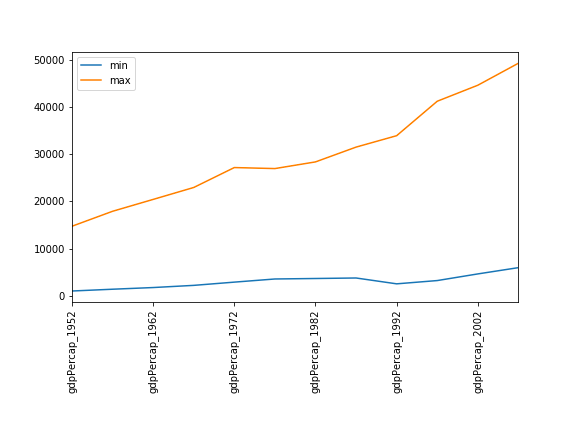 50000
40000
30000
20000
10000
0
min
max
gdpPercap_1952
gdpPercap_1962
gdpPercap_1972
gdpPercap_1982
gdpPercap_1992
gdpPercap_2002